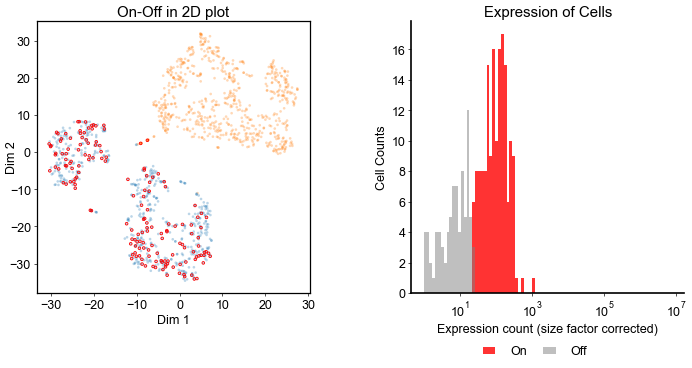 On-Off in 2D plot
Dim 2
30
20
10
0
−10
−20
−30
−30 −20 −10 0 10 20 30
Dim 1
Expression of Cells
Cell Counts
16
14
12
10
8
6
4
2
0
10^1 10^3 10^5 10^7
Expression count (size factor corrected)
On Off